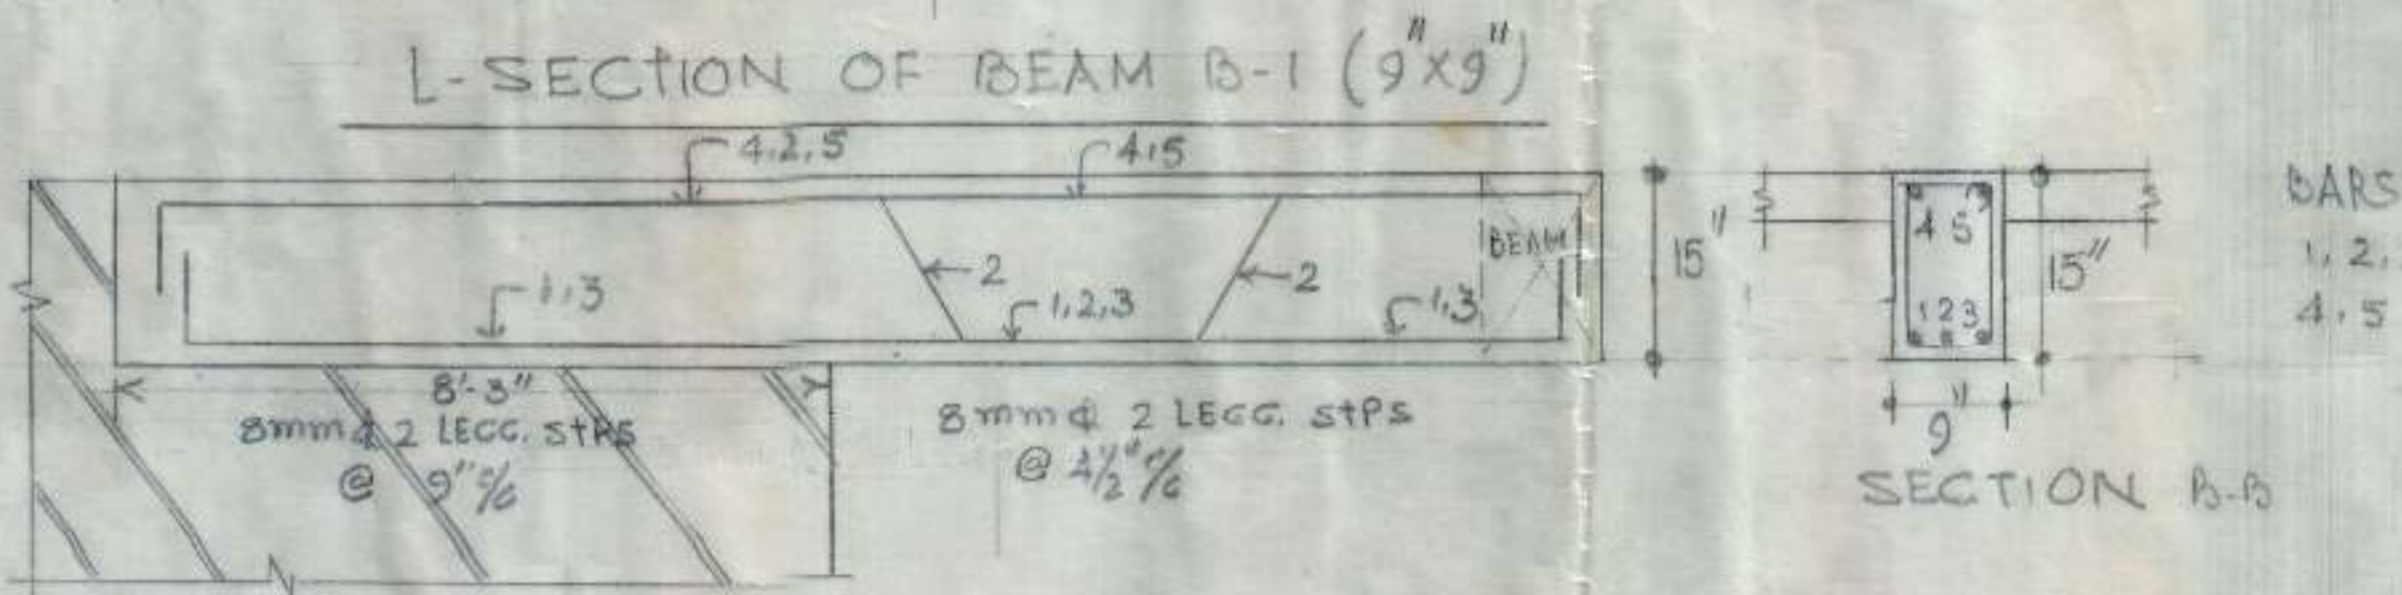 L-SECTION OF BEAM B-1 (9"X9")
4,2,5
4,5
BARS
1,3
2
1,2,3
2
1,3
BEAM
15"
4 5
1 2 3
15"
1, 2,
4, 5
8'-3"
8mmϕ 2 LEGG. STPS
@ 9" c/c
8mmϕ 2 LEGG. STPS
@ 4½" c/c
9"
SECTION B-B